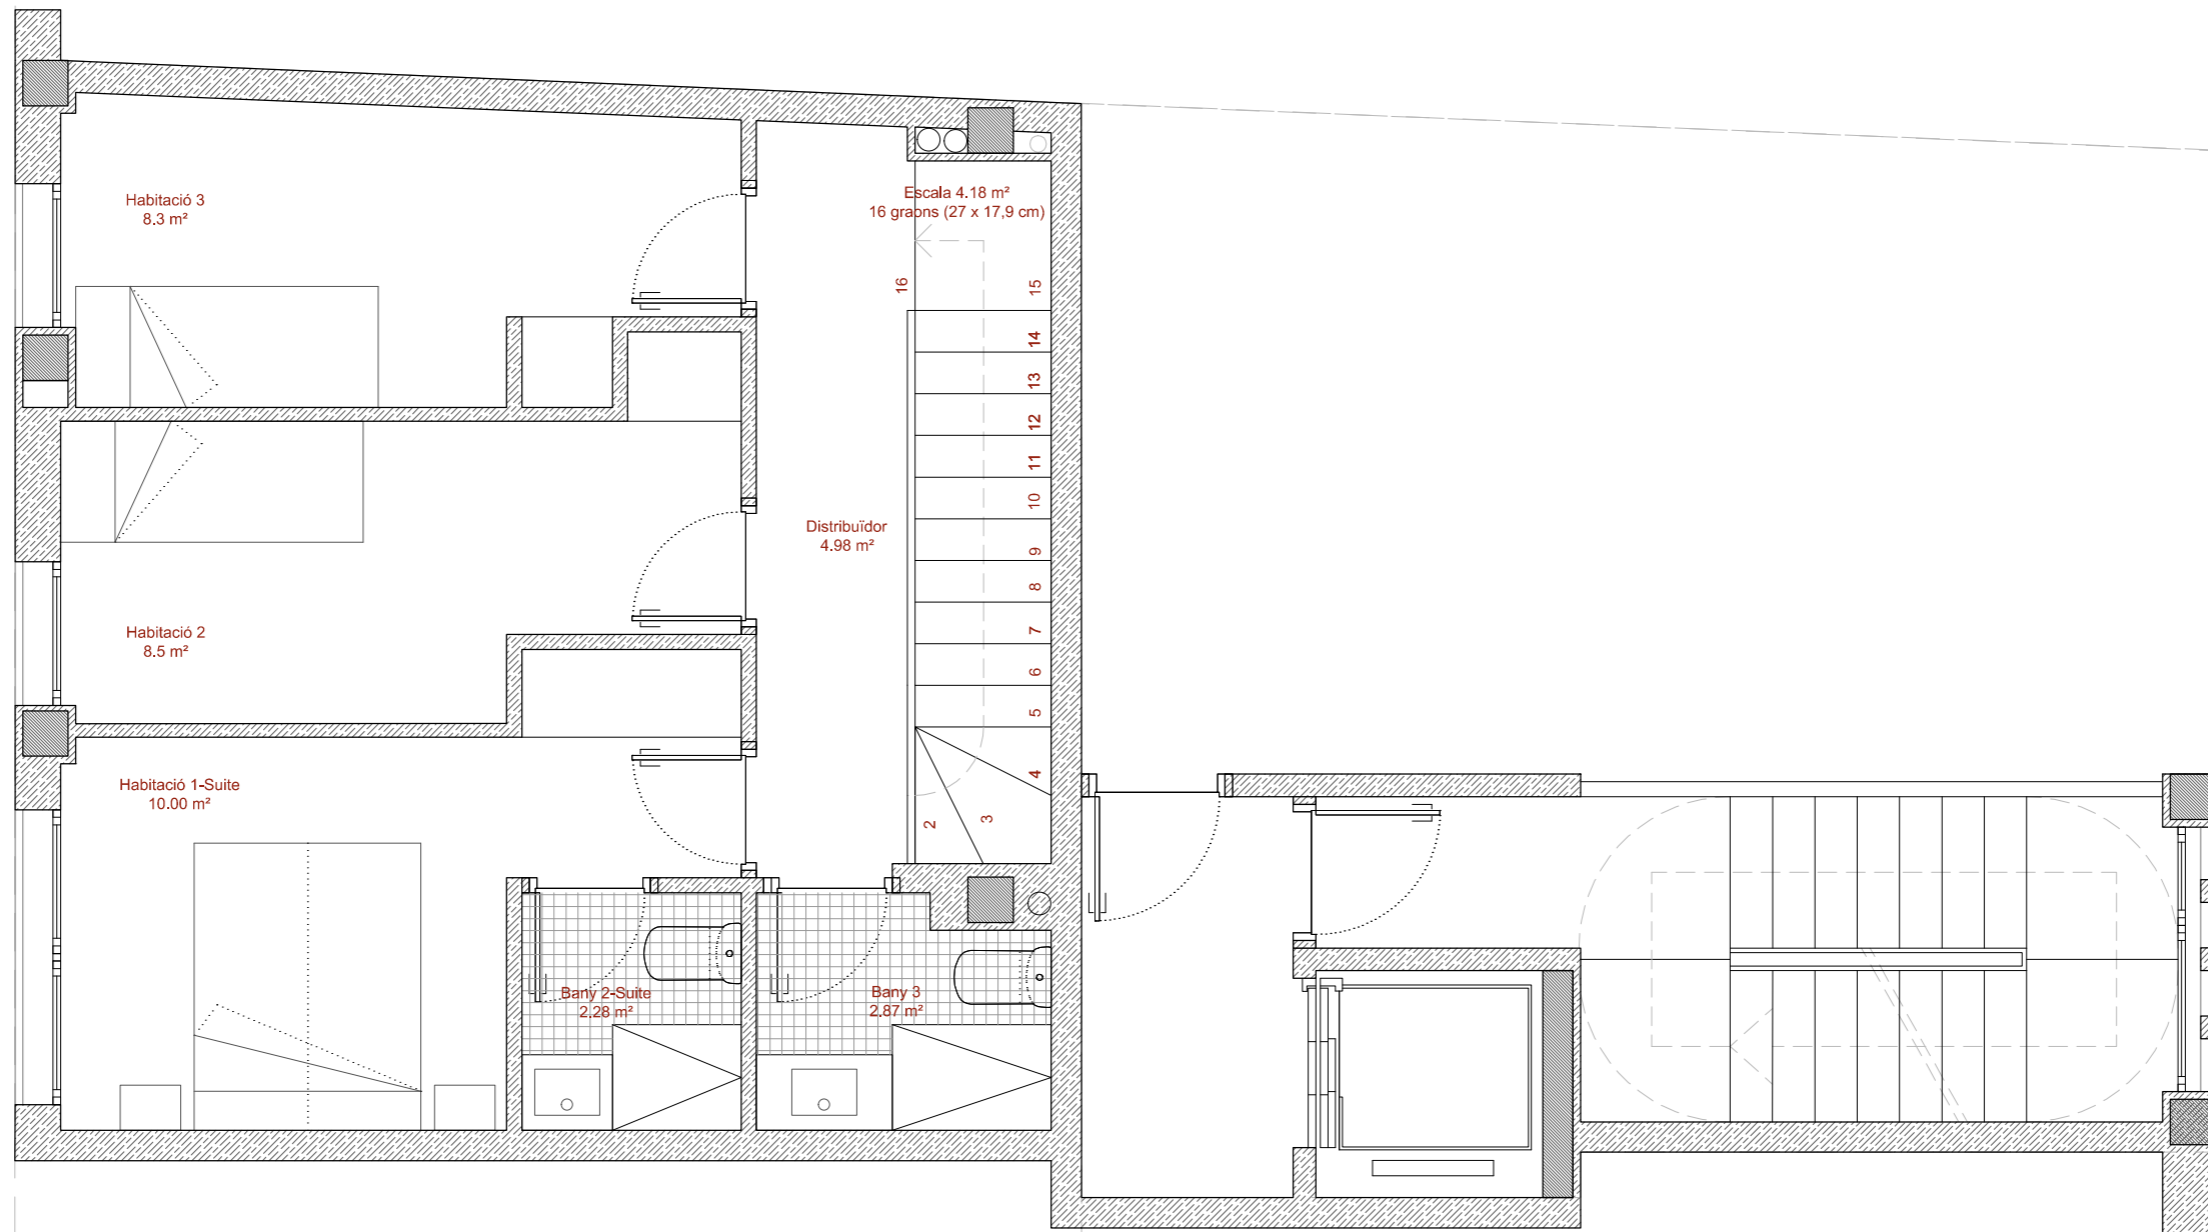 Habitació 3
8.3 m²
Escala 4.18 m²
16 graons (27 x 17,9 cm)
16
15
14
13
12
11
10
9
8
7
6
5
4
3
2
Distribuïdor
4.98 m²
Habitació 2
8.5 m²
Habitació 1-Suite
10.00 m²
Bany 2-Suite
2.28 m²
Bany 3
2.87 m²